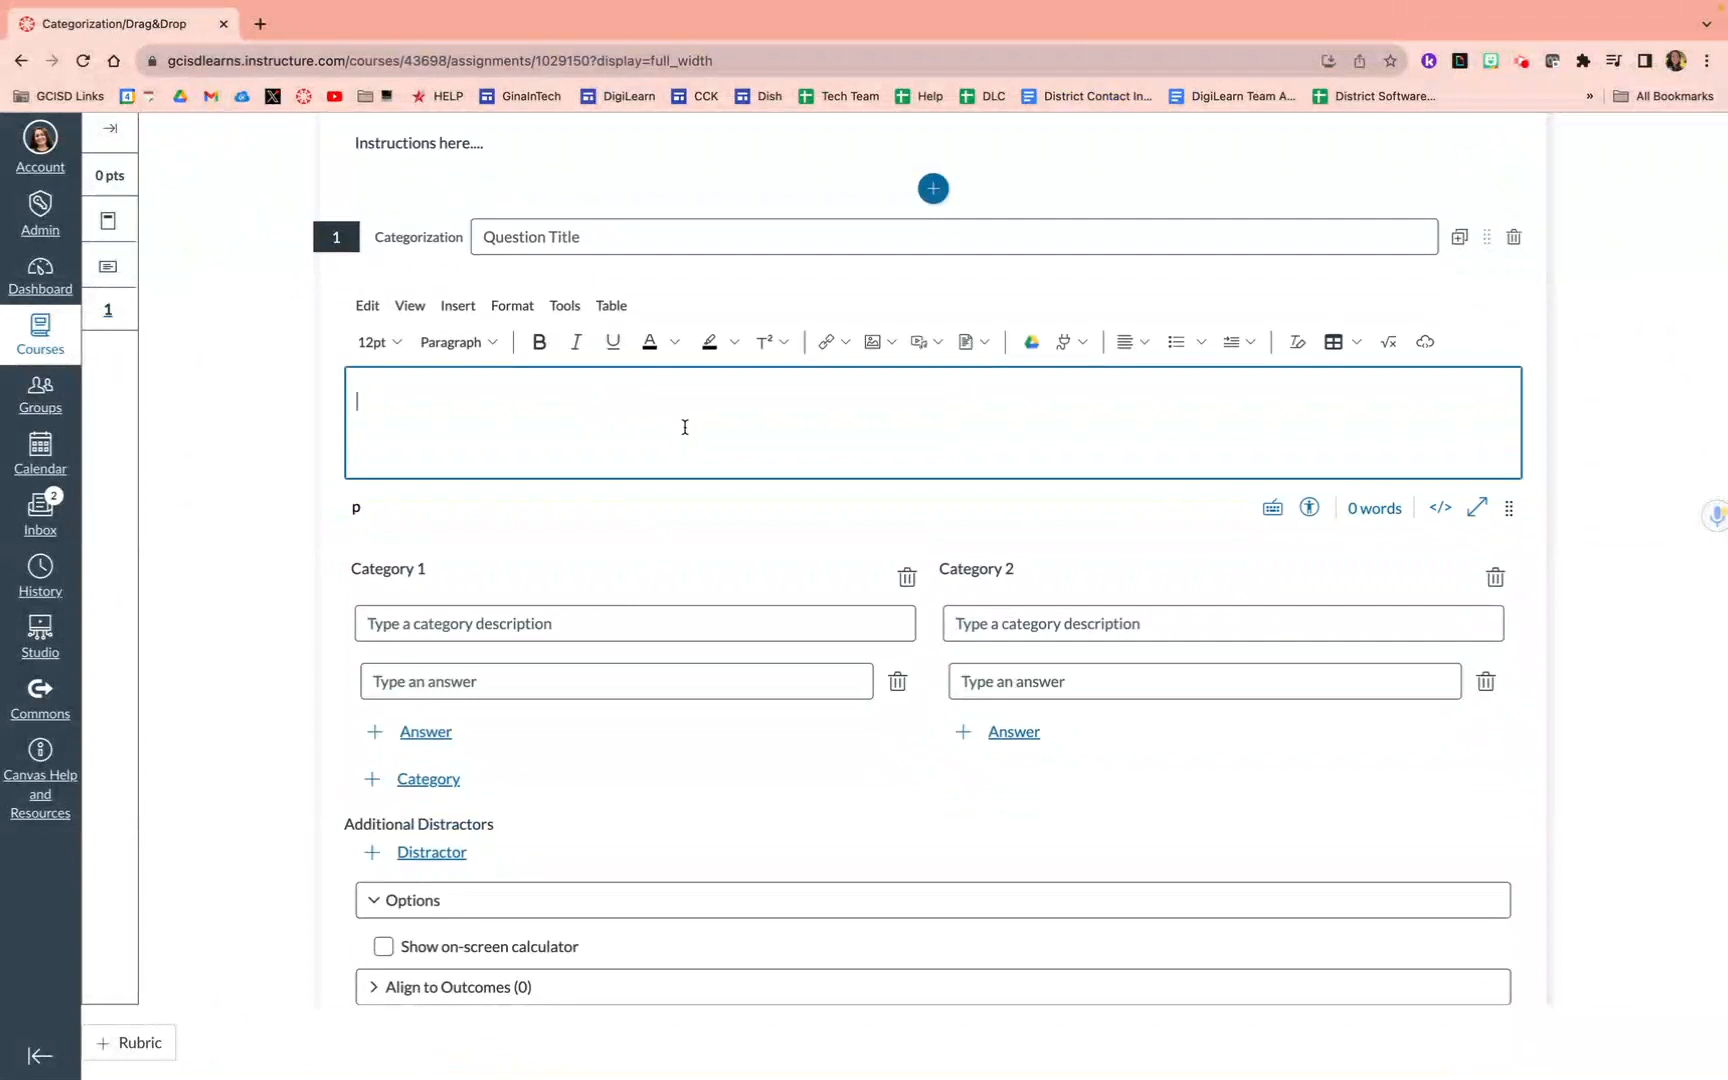 Categorization/Drag&Drop
gcisdlearns.instructure.com/courses/43698/assignments/1029150?display=full_width
GCISD Links HELP GinaInTech DigiLearn CCK Dish Tech Team Help DLC District Contact In... DigiLearn Team A... District Software... » All Bookmarks
Account
Admin
Dashboard
Courses
Groups
Calendar
2
Inbox
History
Studio
Commons
Canvas Help
and
Resources
0 pts
1
Instructions here....
1 Categorization Question Title
Edit View Insert Format Tools Table
12pt Paragraph B I U A T²
p 0 words </>
Category 1 Category 2
Type a category description Type a category description
Type an answer Type an answer
+ Answer + Answer
+ Category
Additional Distractors
+ Distractor
Options
Show on-screen calculator
Align to Outcomes (0)
+ Rubric